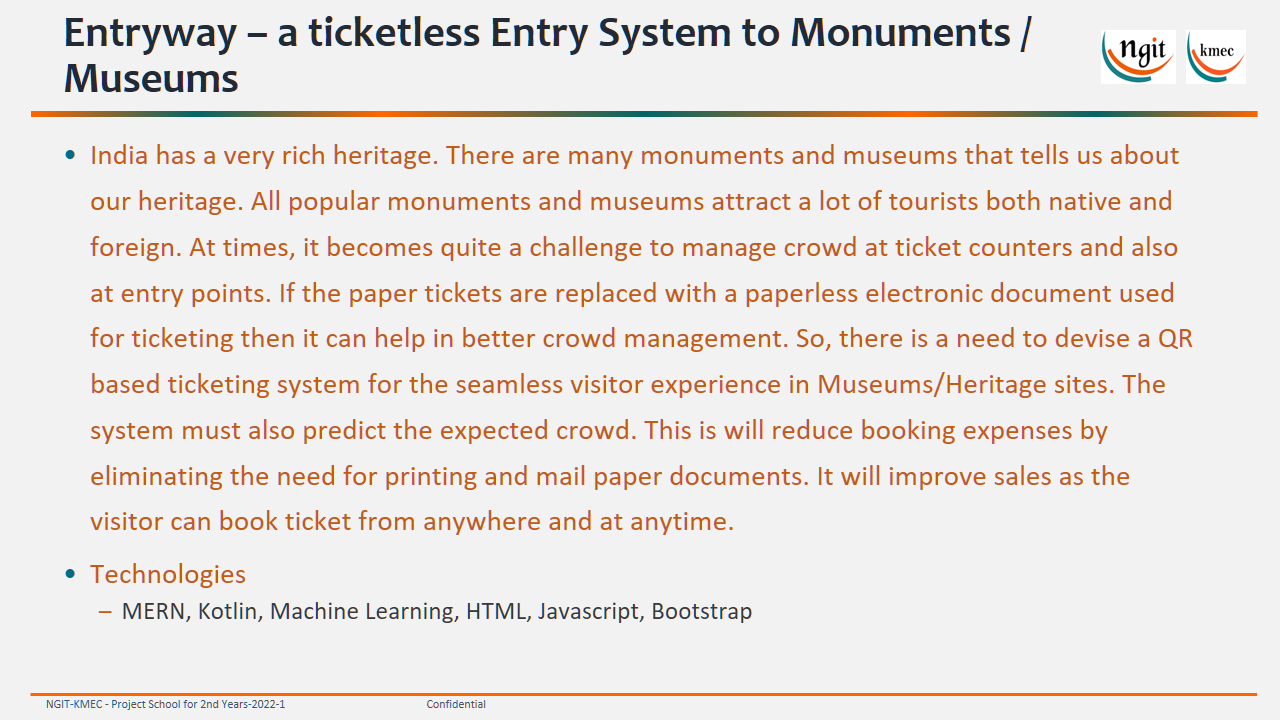 Entryway – a ticketless Entry System to Monuments /
Museums
ngit
kmec
• India has a very rich heritage. There are many monuments and museums that tells us about
our heritage. All popular monuments and museums attract a lot of tourists both native and
foreign. At times, it becomes quite a challenge to manage crowd at ticket counters and also
at entry points. If the paper tickets are replaced with a paperless electronic document used
for ticketing then it can help in better crowd management. So, there is a need to devise a QR
based ticketing system for the seamless visitor experience in Museums/Heritage sites. The
system must also predict the expected crowd. This is will reduce booking expenses by
eliminating the need for printing and mail paper documents. It will improve sales as the
visitor can book ticket from anywhere and at anytime.
• Technologies
– MERN, Kotlin, Machine Learning, HTML, Javascript, Bootstrap
NGIT-KMEC - Project School for 2nd Years-2022-1
Confidential